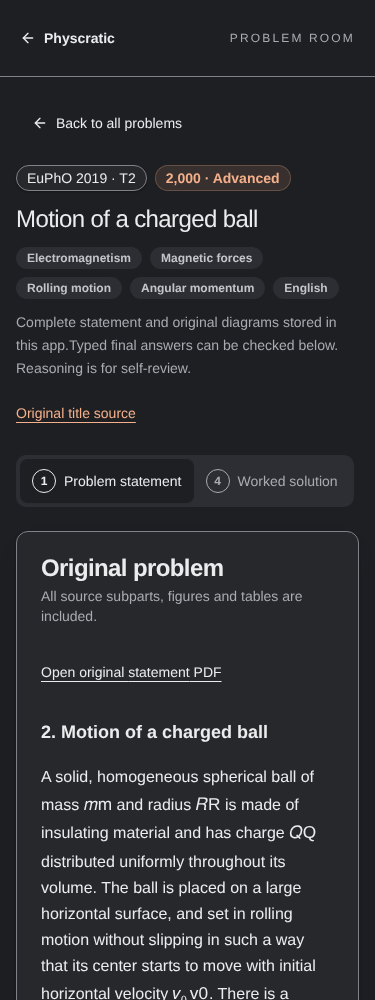 ← Physcratic PROBLEM ROOM
← Back to all problems
EuPhO 2019 · T2 2,000 · Advanced
Motion of a charged ball
Electromagnetism Magnetic forces
Rolling motion Angular momentum English
Complete statement and original diagrams stored in
this app.Typed final answers can be checked below.
Reasoning is for self-review.
Original title source
1 Problem statement 4 Worked solution
Original problem
All source subparts, figures and tables are
included.
Open original statement PDF
2. Motion of a charged ball
A solid, homogeneous spherical ball of
mass mm and radius RR is made of
insulating material and has charge QQ
distributed uniformly throughout its
volume. The ball is placed on a large
horizontal surface, and set in rolling
motion without slipping in such a way
that its center starts to move with initial
horizontal velocity v₀ v0. There is a